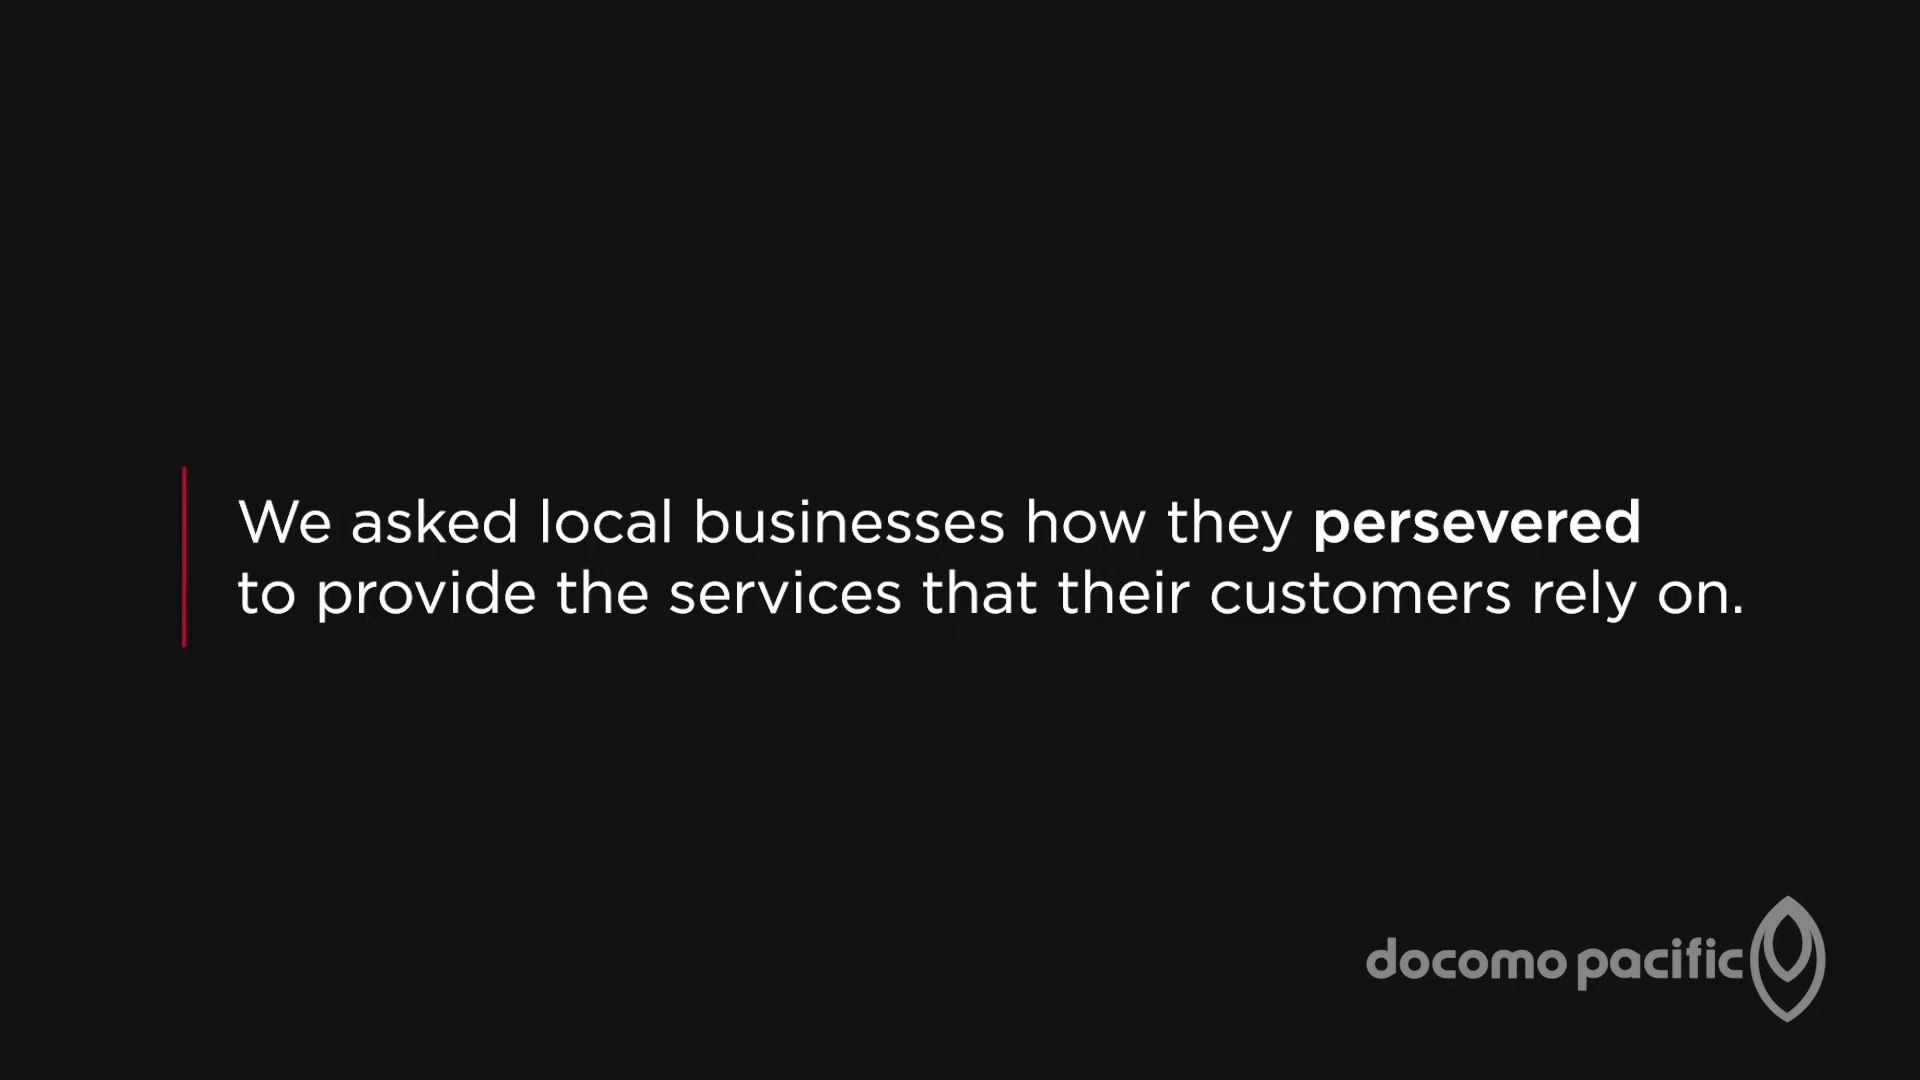 We asked local businesses how they persevered
to provide the services that their customers rely on.
docomo pacific